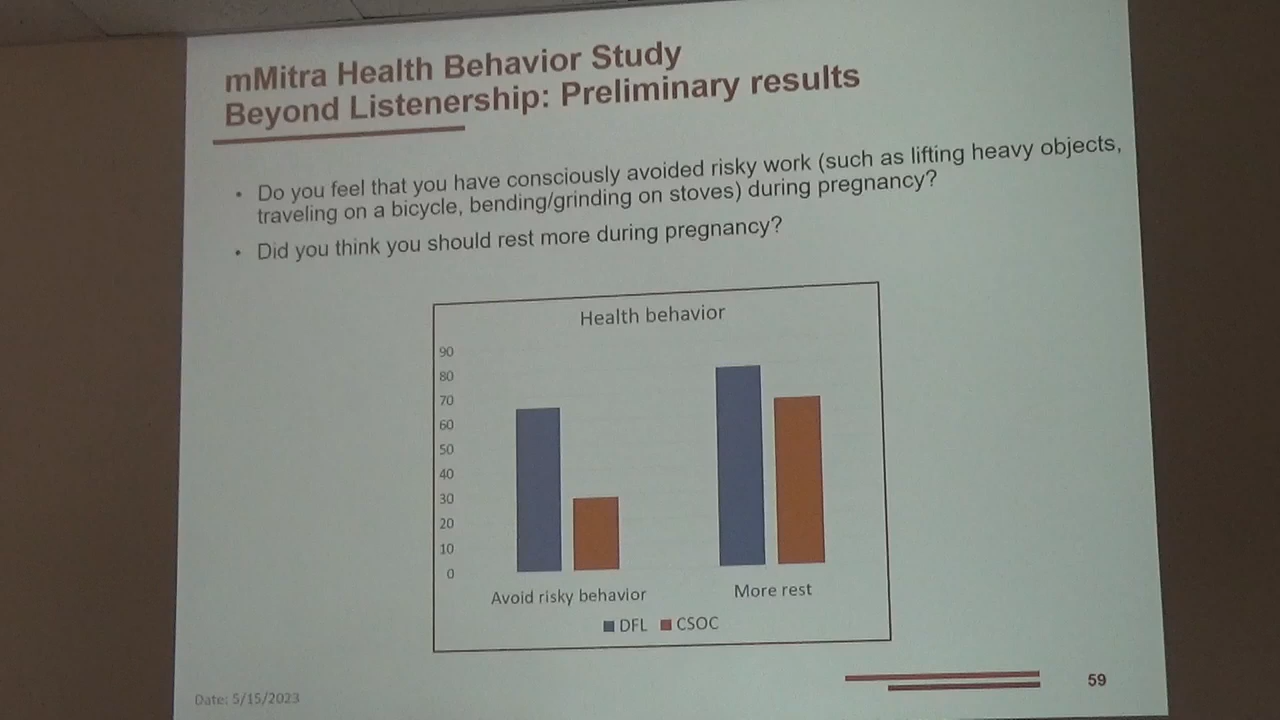 mMitra Health Behavior Study
Beyond Listenership: Preliminary results
• Do you feel that you have consciously avoided risky work (such as lifting heavy objects,
traveling on a bicycle, bending/grinding on stoves) during pregnancy?
• Did you think you should rest more during pregnancy?
Health behavior
90
80
70
60
50
40
30
20
10
0
Avoid risky behavior More rest
DFL CSOC
Date: 5/15/2023
59